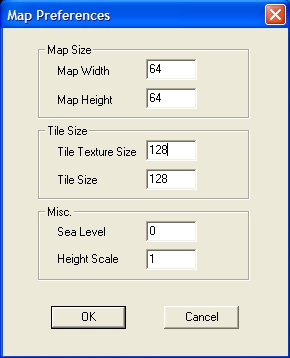 Map Preferences
Map Size
Map Width 64
Map Height 64
Tile Size
Tile Texture Size 128
Tile Size 128
Misc.
Sea Level 0
Height Scale 1
OK Cancel